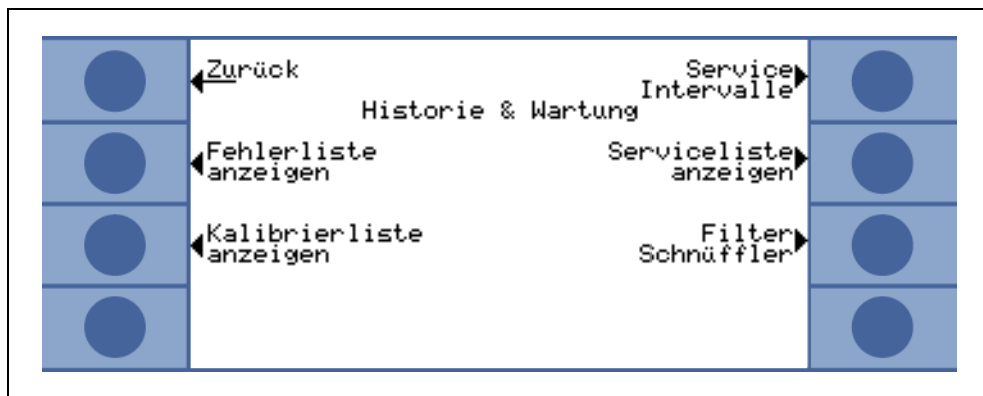 Zurück
Service
Intervalle
Historie & Wartung
Fehlerliste
anzeigen
Serviceliste
anzeigen
Kalibrierliste
anzeigen
Filter
Schnüffler